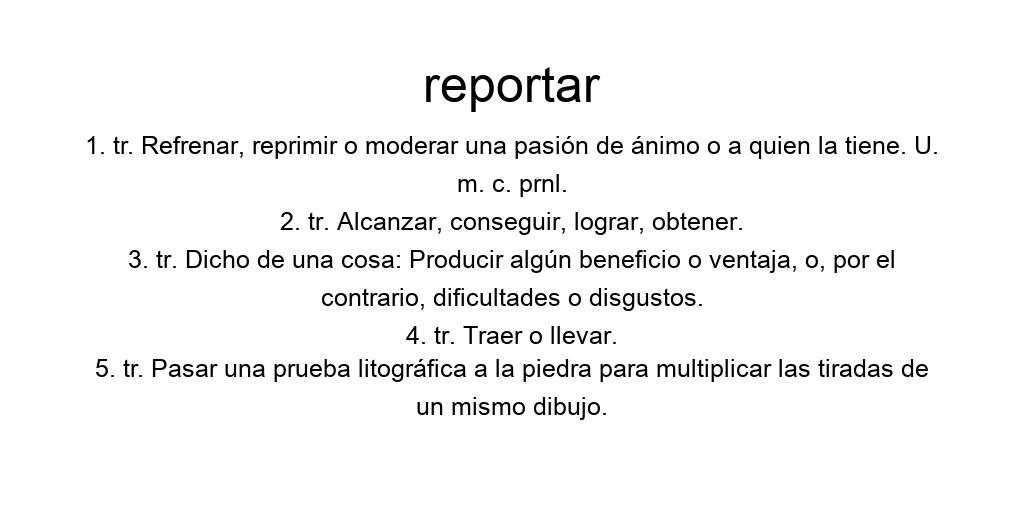 reportar
1. tr. Refrenar, reprimir o moderar una pasión de ánimo o a quien la tiene. U.
m. c. prnl.
2. tr. Alcanzar, conseguir, lograr, obtener.
3. tr. Dicho de una cosa: Producir algún beneficio o ventaja, o, por el
contrario, dificultades o disgustos.
4. tr. Traer o llevar.
5. tr. Pasar una prueba litográfica a la piedra para multiplicar las tiradas de
un mismo dibujo.